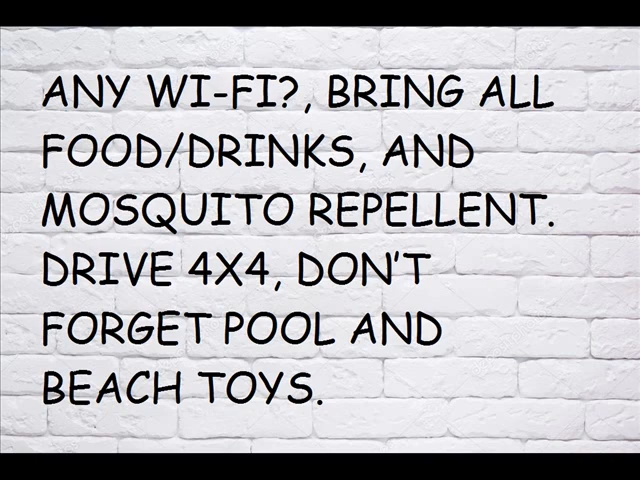 ANY WI-FI?, BRING ALL
FOOD/DRINKS, AND
MOSQUITO REPELLENT.
DRIVE 4X4, DON'T
FORGET POOL AND
BEACH TOYS.